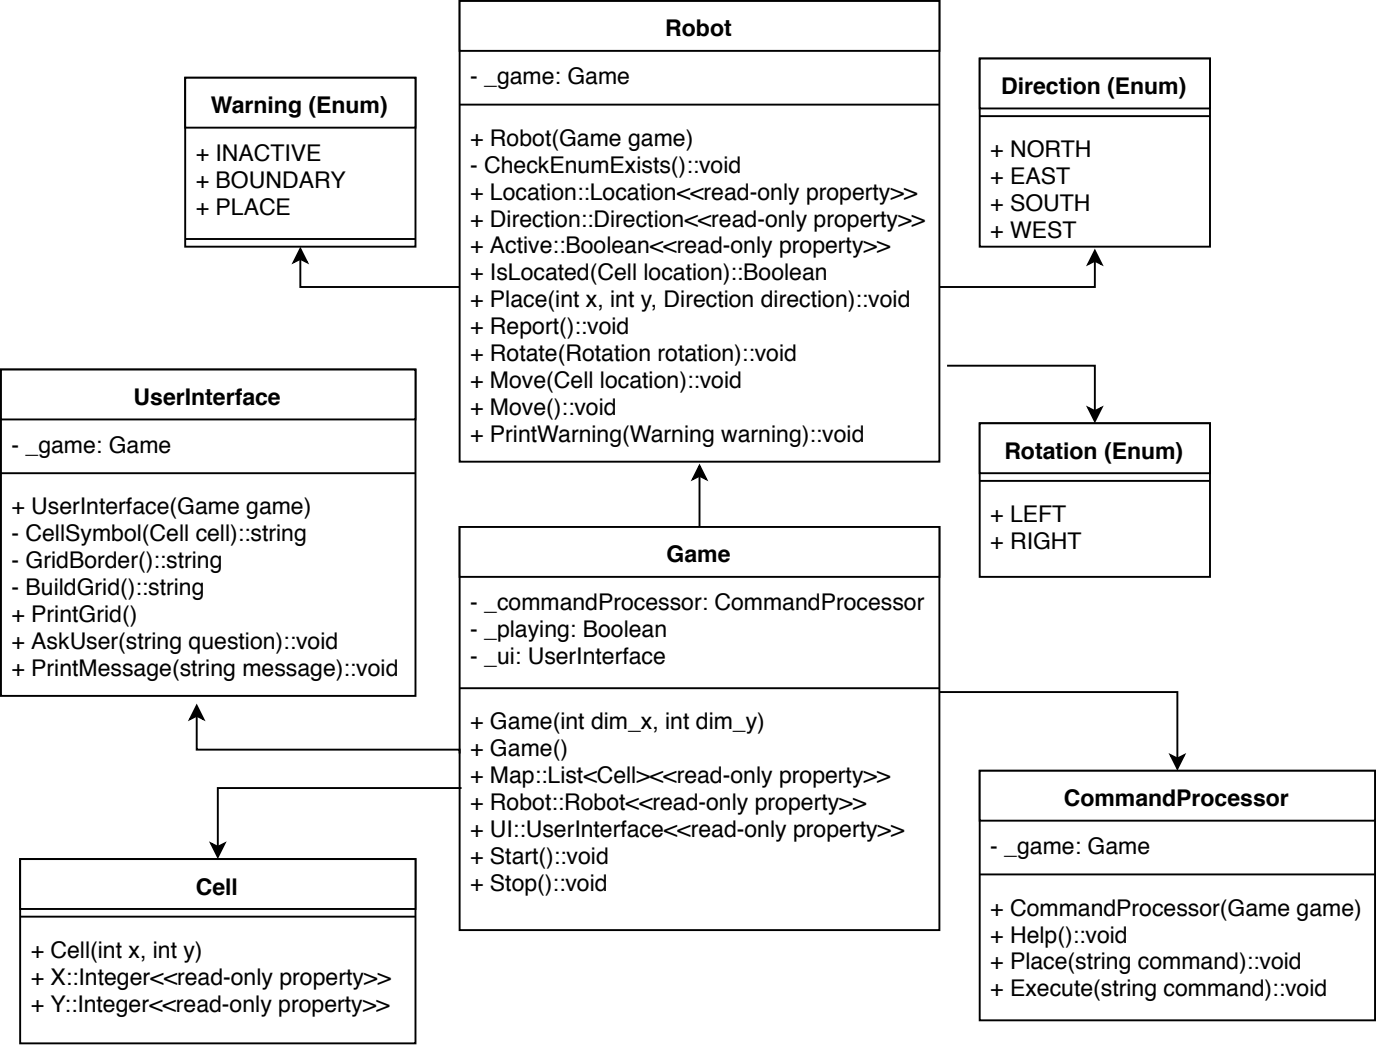 Robot
- _game: Game
+ Robot(Game game)
- CheckEnumExists()::void
+ Location::Location<<read-only property>>
+ Direction::Direction<<read-only property>>
+ Active::Boolean<<read-only property>>
+ IsLocated(Cell location)::Boolean
+ Place(int x, int y, Direction direction)::void
+ Report()::void
+ Rotate(Rotation rotation)::void
+ Move(Cell location)::void
+ Move()::void
+ PrintWarning(Warning warning)::void
Warning (Enum)
+ INACTIVE
+ BOUNDARY
+ PLACE
Direction (Enum)
+ NORTH
+ EAST
+ SOUTH
+ WEST
UserInterface
- _game: Game
+ UserInterface(Game game)
- CellSymbol(Cell cell)::string
- GridBorder()::string
- BuildGrid()::string
+ PrintGrid()
+ AskUser(string question)::void
+ PrintMessage(string message)::void
Rotation (Enum)
+ LEFT
+ RIGHT
Game
- _commandProcessor: CommandProcessor
- _playing: Boolean
- _ui: UserInterface
+ Game(int dim_x, int dim_y)
+ Game()
+ Map::List<Cell><<read-only property>>
+ Robot::Robot<<read-only property>>
+ UI::UserInterface<<read-only property>>
+ Start()::void
+ Stop()::void
CommandProcessor
- _game: Game
+ CommandProcessor(Game game)
+ Help()::void
+ Place(string command)::void
+ Execute(string command)::void
Cell
+ Cell(int x, int y)
+ X::Integer<<read-only property>>
+ Y::Integer<<read-only property>>